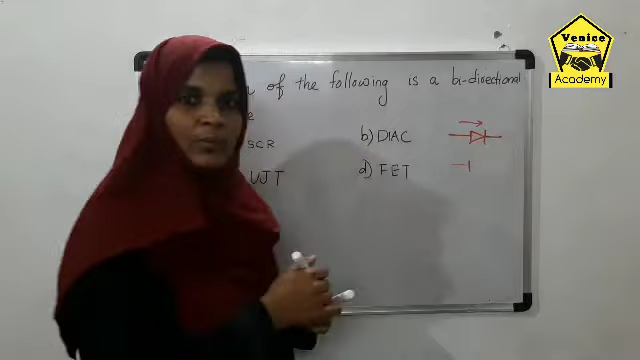 Venice
Academy
of the following is a bi-directional
SCR
b) DIAC
UJT
d) FET